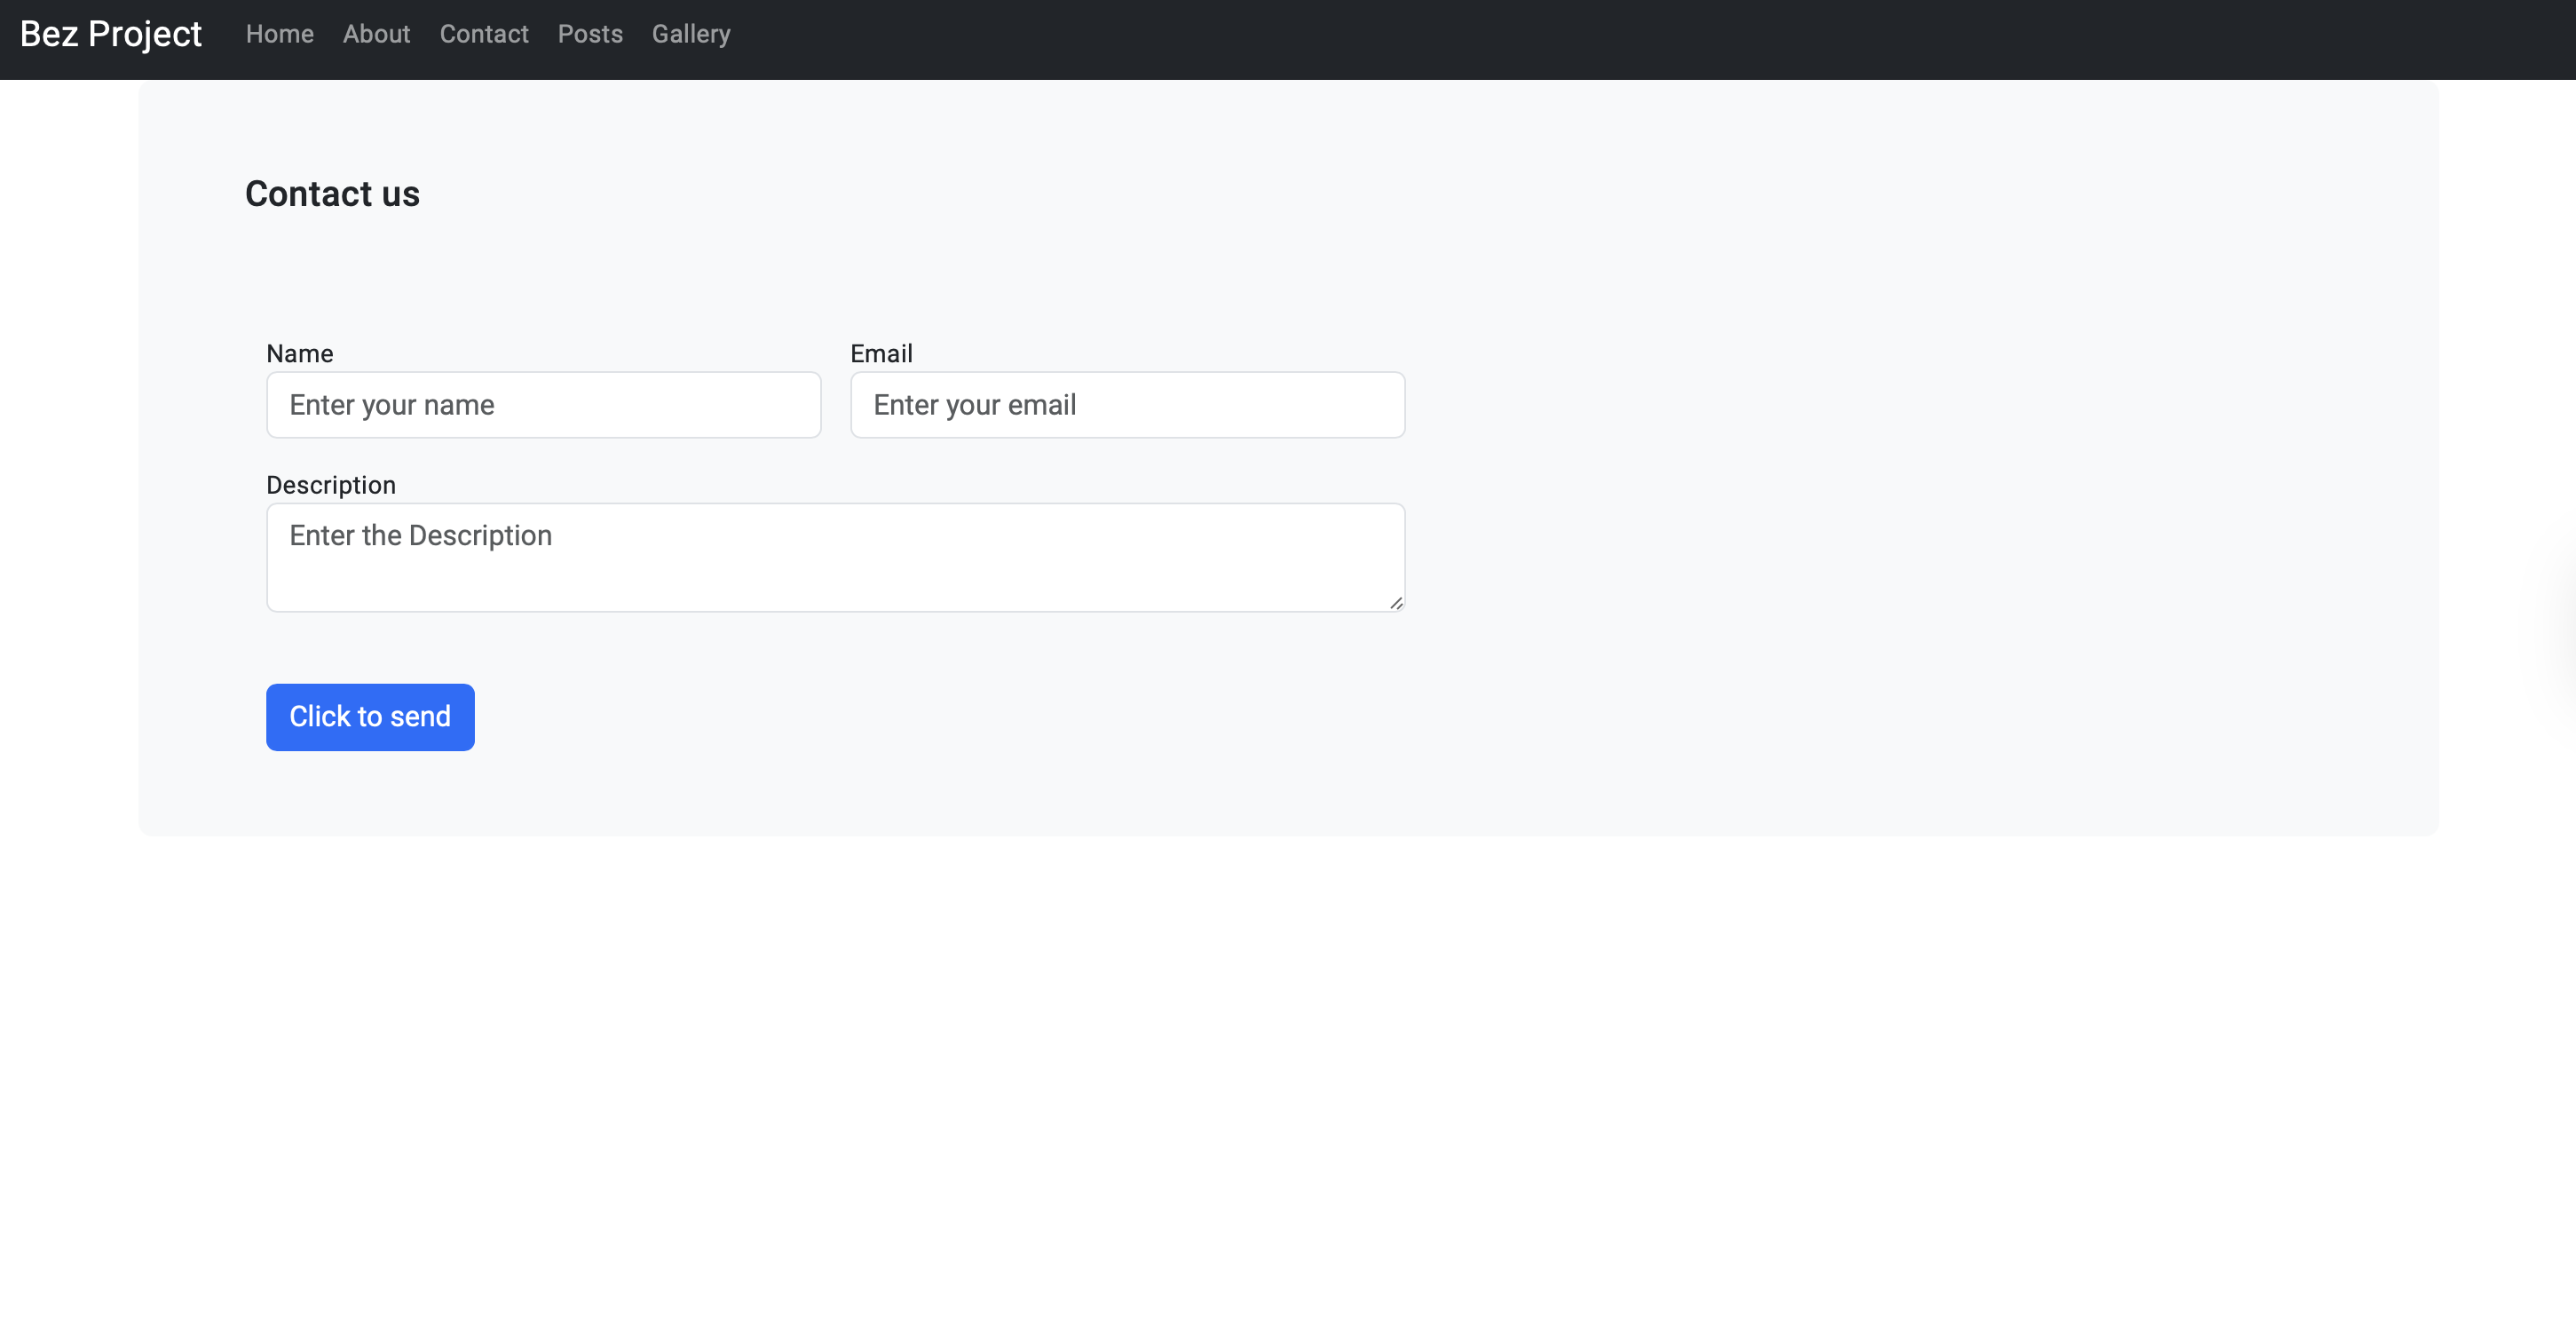 Bez Project Home About Contact Posts Gallery
Contact us
Name Email
Enter your name Enter your email
Description
Enter the Description
Click to send